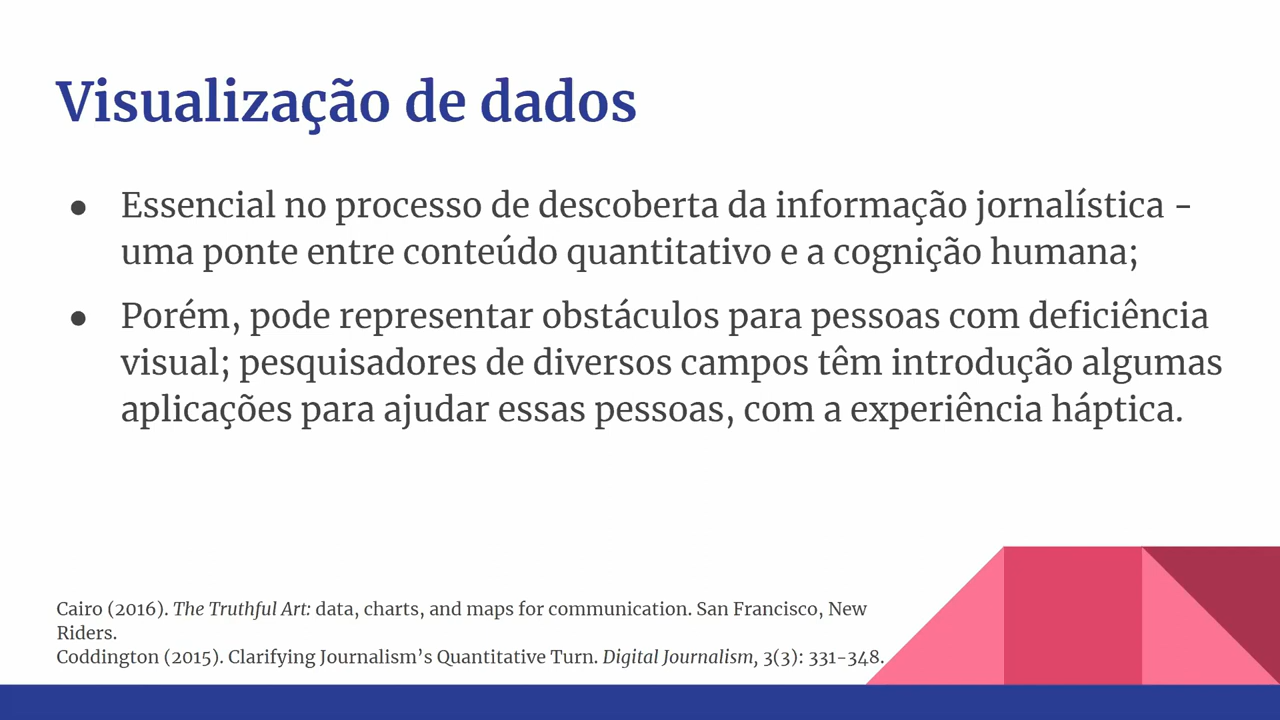 Visualização de dados
● Essencial no processo de descoberta da informação jornalística -
uma ponte entre conteúdo quantitativo e a cognição humana;
● Porém, pode representar obstáculos para pessoas com deficiência
visual; pesquisadores de diversos campos têm introdução algumas
aplicações para ajudar essas pessoas, com a experiência háptica.
Cairo (2016). The Truthful Art: data, charts, and maps for communication. San Francisco, New
Riders.
Coddington (2015). Clarifying Journalism’s Quantitative Turn. Digital Journalism, 3(3): 331-348.